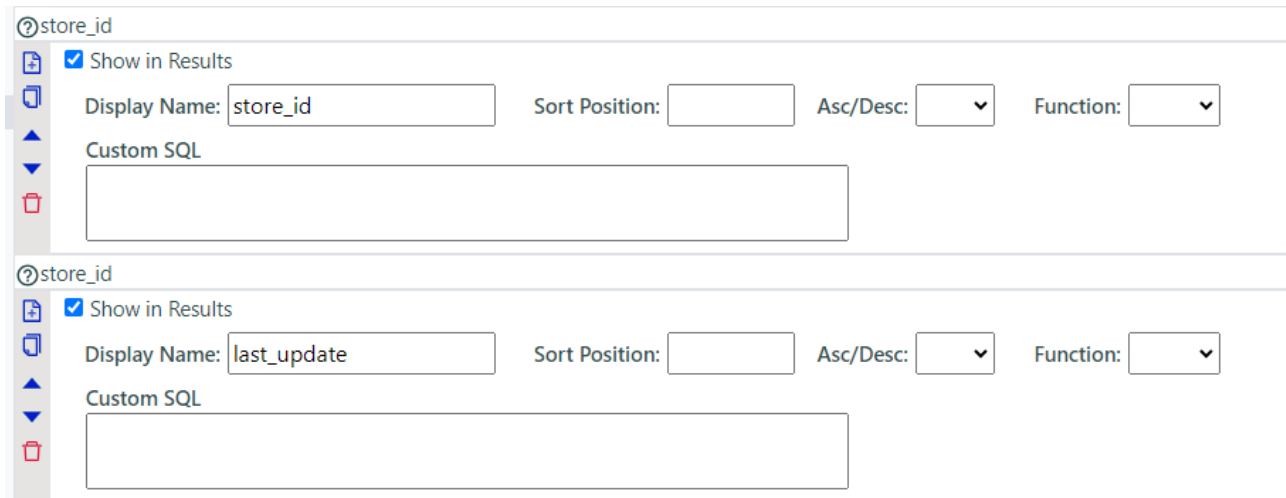 store_id
Show in Results
Display Name: store_id Sort Position: Asc/Desc: Function:
Custom SQL
store_id
Show in Results
Display Name: last_update Sort Position: Asc/Desc: Function:
Custom SQL